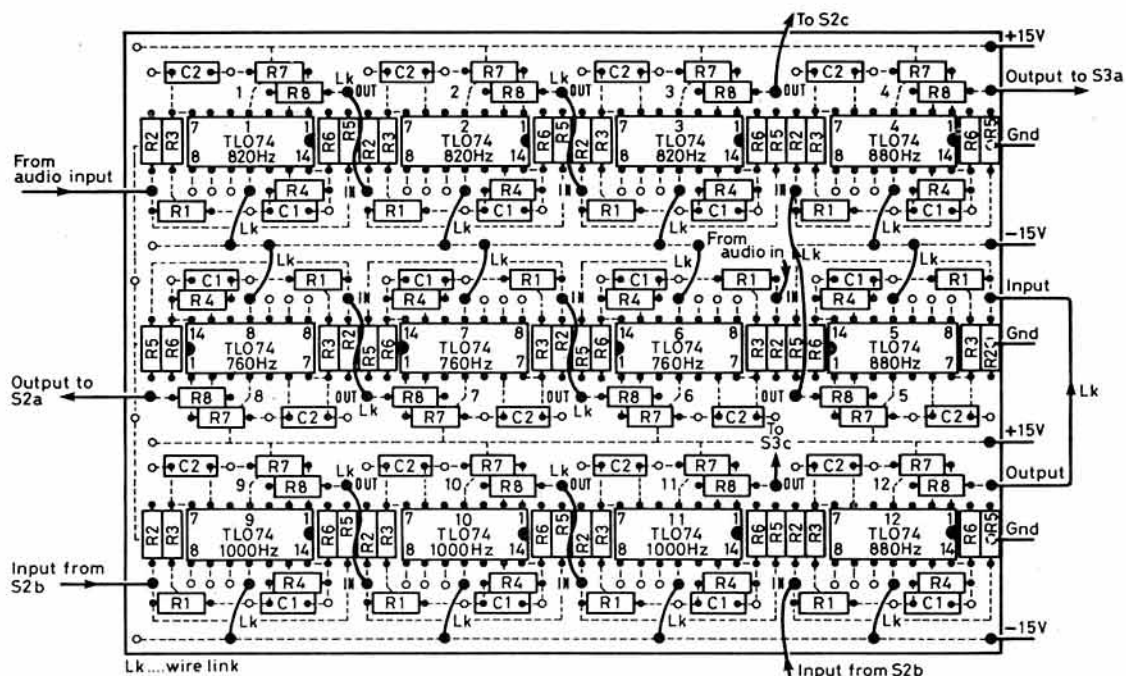 To S2c
+15V
C2 R7 Lk C2 R7 Lk C2 R7 C2 R7
1 R8 OUT 2 R8 OUT 3 R8 OUT 4 R8
Output to S3a
R2 R3 7 1 1 R6 R5 R2 R3 7 2 1 R6 R5 R2 R3 7 3 1 R6 R5 R2 R3 7 4 1 R6 R5
Gnd
TL074 TL074 TL074 TL074
8 820Hz 14 8 820Hz 14 8 820Hz 14 8 880Hz 14
From
audio input
R4 IN R4 IN R4 IN R4
R1 C1 R1 C1 R1 C1 R1 C1
Lk Lk Lk Lk
-15V
From
audio in
Lk Lk Lk Lk
C1 R1 C1 R1 C1 R1 C1 R1
R4 IN R4 IN R4 IN R4
Input
R5 R6 14 8 8 R3 R2 R5 R6 14 7 8 R3 R2 R5 R6 14 6 8 R3 R2 R5 R6 14 5 8 R3 R2
Gnd
TL074 TL074 TL074 TL074
1 760Hz 7 1 760Hz 7 1 760Hz 7 1 880Hz 7
Output to
S2a
R8 8 OUT R8 7 OUT R8 6 OUT R8 5
Lk
R7 C2 Lk R7 C2 Lk R7 C2 R7 C2
To
S3c
+15V
C2 R7 Lk C2 R7 Lk C2 R7 C2 R7
9 R8 OUT 10 R8 OUT 11 R8 OUT 12 R8
Output
R2 R3 7 9 1 R6 R5 R2 R3 7 10 1 R6 R5 R2 R3 7 11 1 R6 R5 R2 R3 7 12 1 R6 R5
Gnd
TL074 TL074 TL074 TL074
8 1000Hz 14 8 1000Hz 14 8 1000Hz 14 8 880Hz 14
Input from
S2b
R4 IN R4 IN R4 IN R4
R1 C1 R1 C1 R1 C1 R1 C1
Lk Lk Lk Lk
-15V
Lk....wire link
Input from S2b